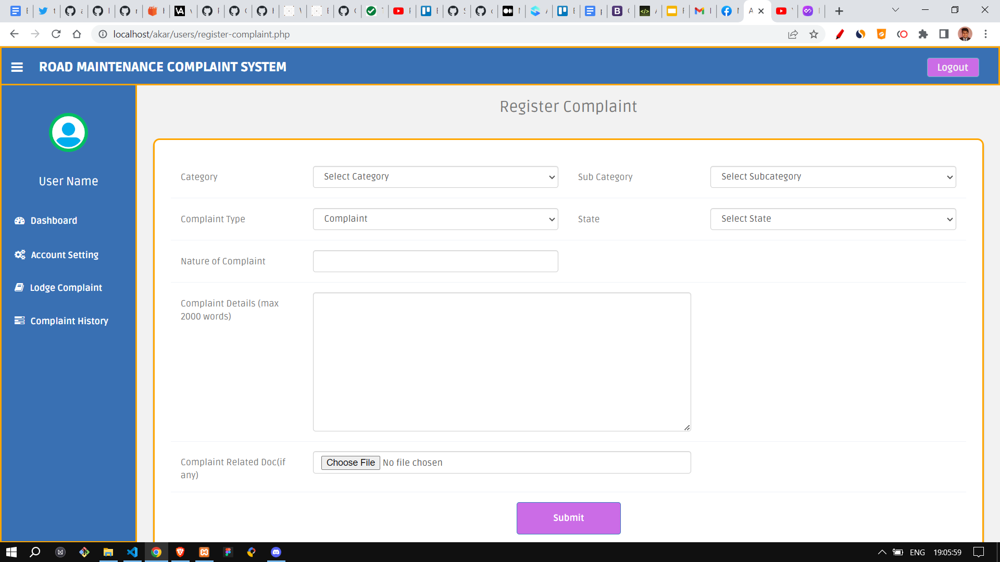 localhost/akar/users/register-complaint.php
ROAD MAINTENANCE COMPLAINT SYSTEM
Logout
User Name
Dashboard
Account Setting
Lodge Complaint
Complaint History
Register Complaint
Category
Select Category
Sub Category
Select Subcategory
Complaint Type
Complaint
State
Select State
Nature of Complaint
Complaint Details (max
2000 words)
Complaint Related Doc(if
any)
Choose File No file chosen
Submit
ENG
19:05:59